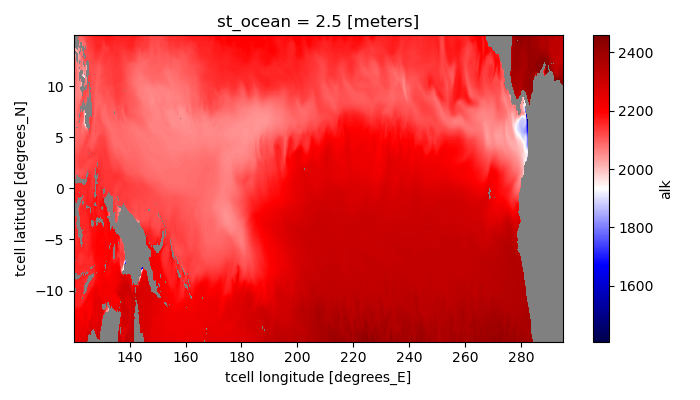 st_ocean = 2.5 [meters]
tcell latitude [degrees_N]
10
5
0
−5
−10
140 160 180 200 220 240 260 280
tcell longitude [degrees_E]
2400
2200
2000
1800
1600
alk